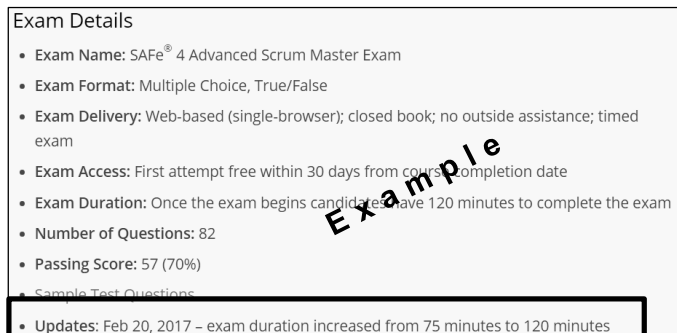 Exam Details
• Exam Name: SAFe® 4 Advanced Scrum Master Exam
• Exam Format: Multiple Choice, True/False
• Exam Delivery: Web-based (single-browser); closed book; no outside assistance; timed
exam
• Exam Access: First attempt free within 30 days from course completion date
• Exam Duration: Once the exam begins candidates have 120 minutes to complete the exam
• Number of Questions: 82
• Passing Score: 57 (70%)
• Sample Test Questions
• Updates: Feb 20, 2017 – exam duration increased from 75 minutes to 120 minutes
Example